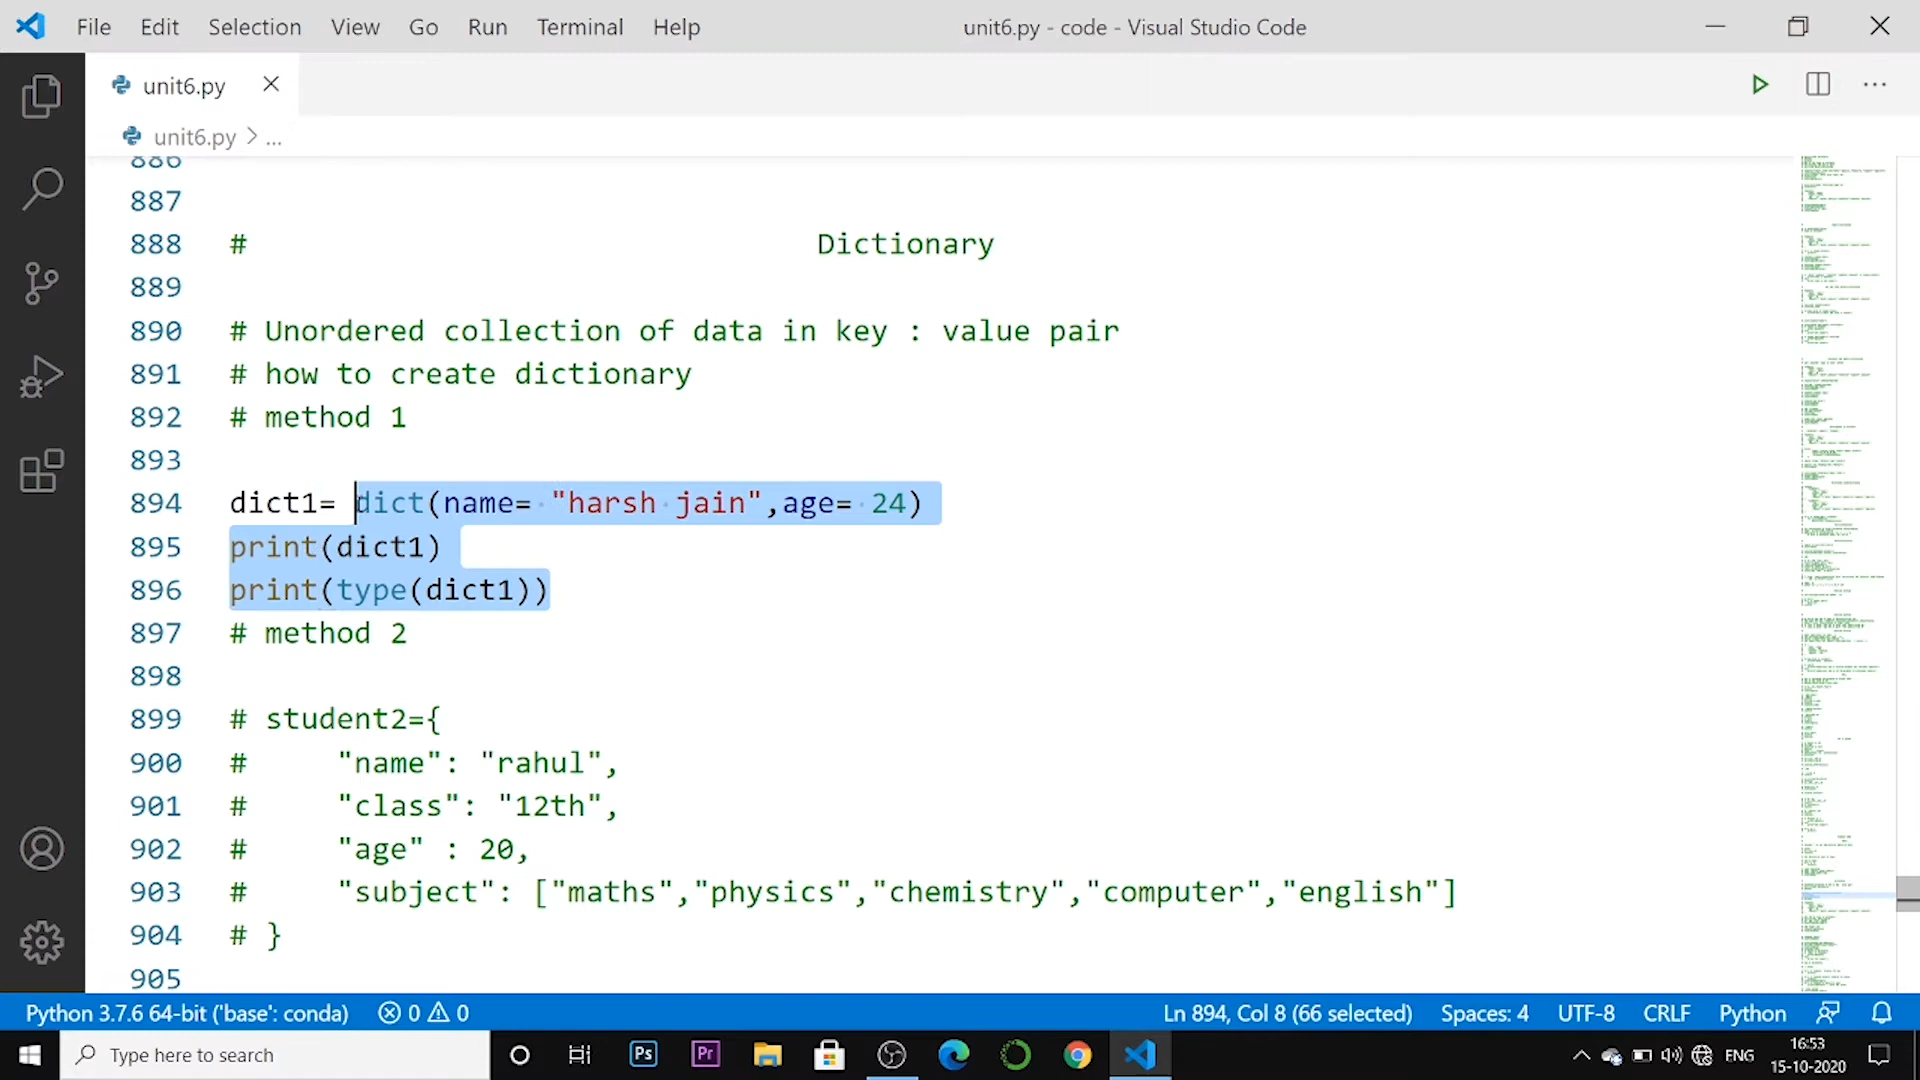 File Edit Selection View Go Run Terminal Help unit6.py - code - Visual Studio Code
unit6.py
unit6.py > ...
886
887
888 # Dictionary
889
890 # Unordered collection of data in key : value pair
891 # how to create dictionary
892 # method 1
893
894 dict1= dict(name= "harsh jain",age= 24)
895 print(dict1)
896 print(type(dict1))
897 # method 2
898
899 # student2={
900 # "name": "rahul",
901 # "class": "12th",
902 # "age" : 20,
903 # "subject": ["maths","physics","chemistry","computer","english"]
904 # }
905
Python 3.7.6 64-bit ('base': conda) 0 0 Ln 894, Col 8 (66 selected) Spaces: 4 UTF-8 CRLF Python
Type here to search Ps Pr ENG 16:53
15-10-2020